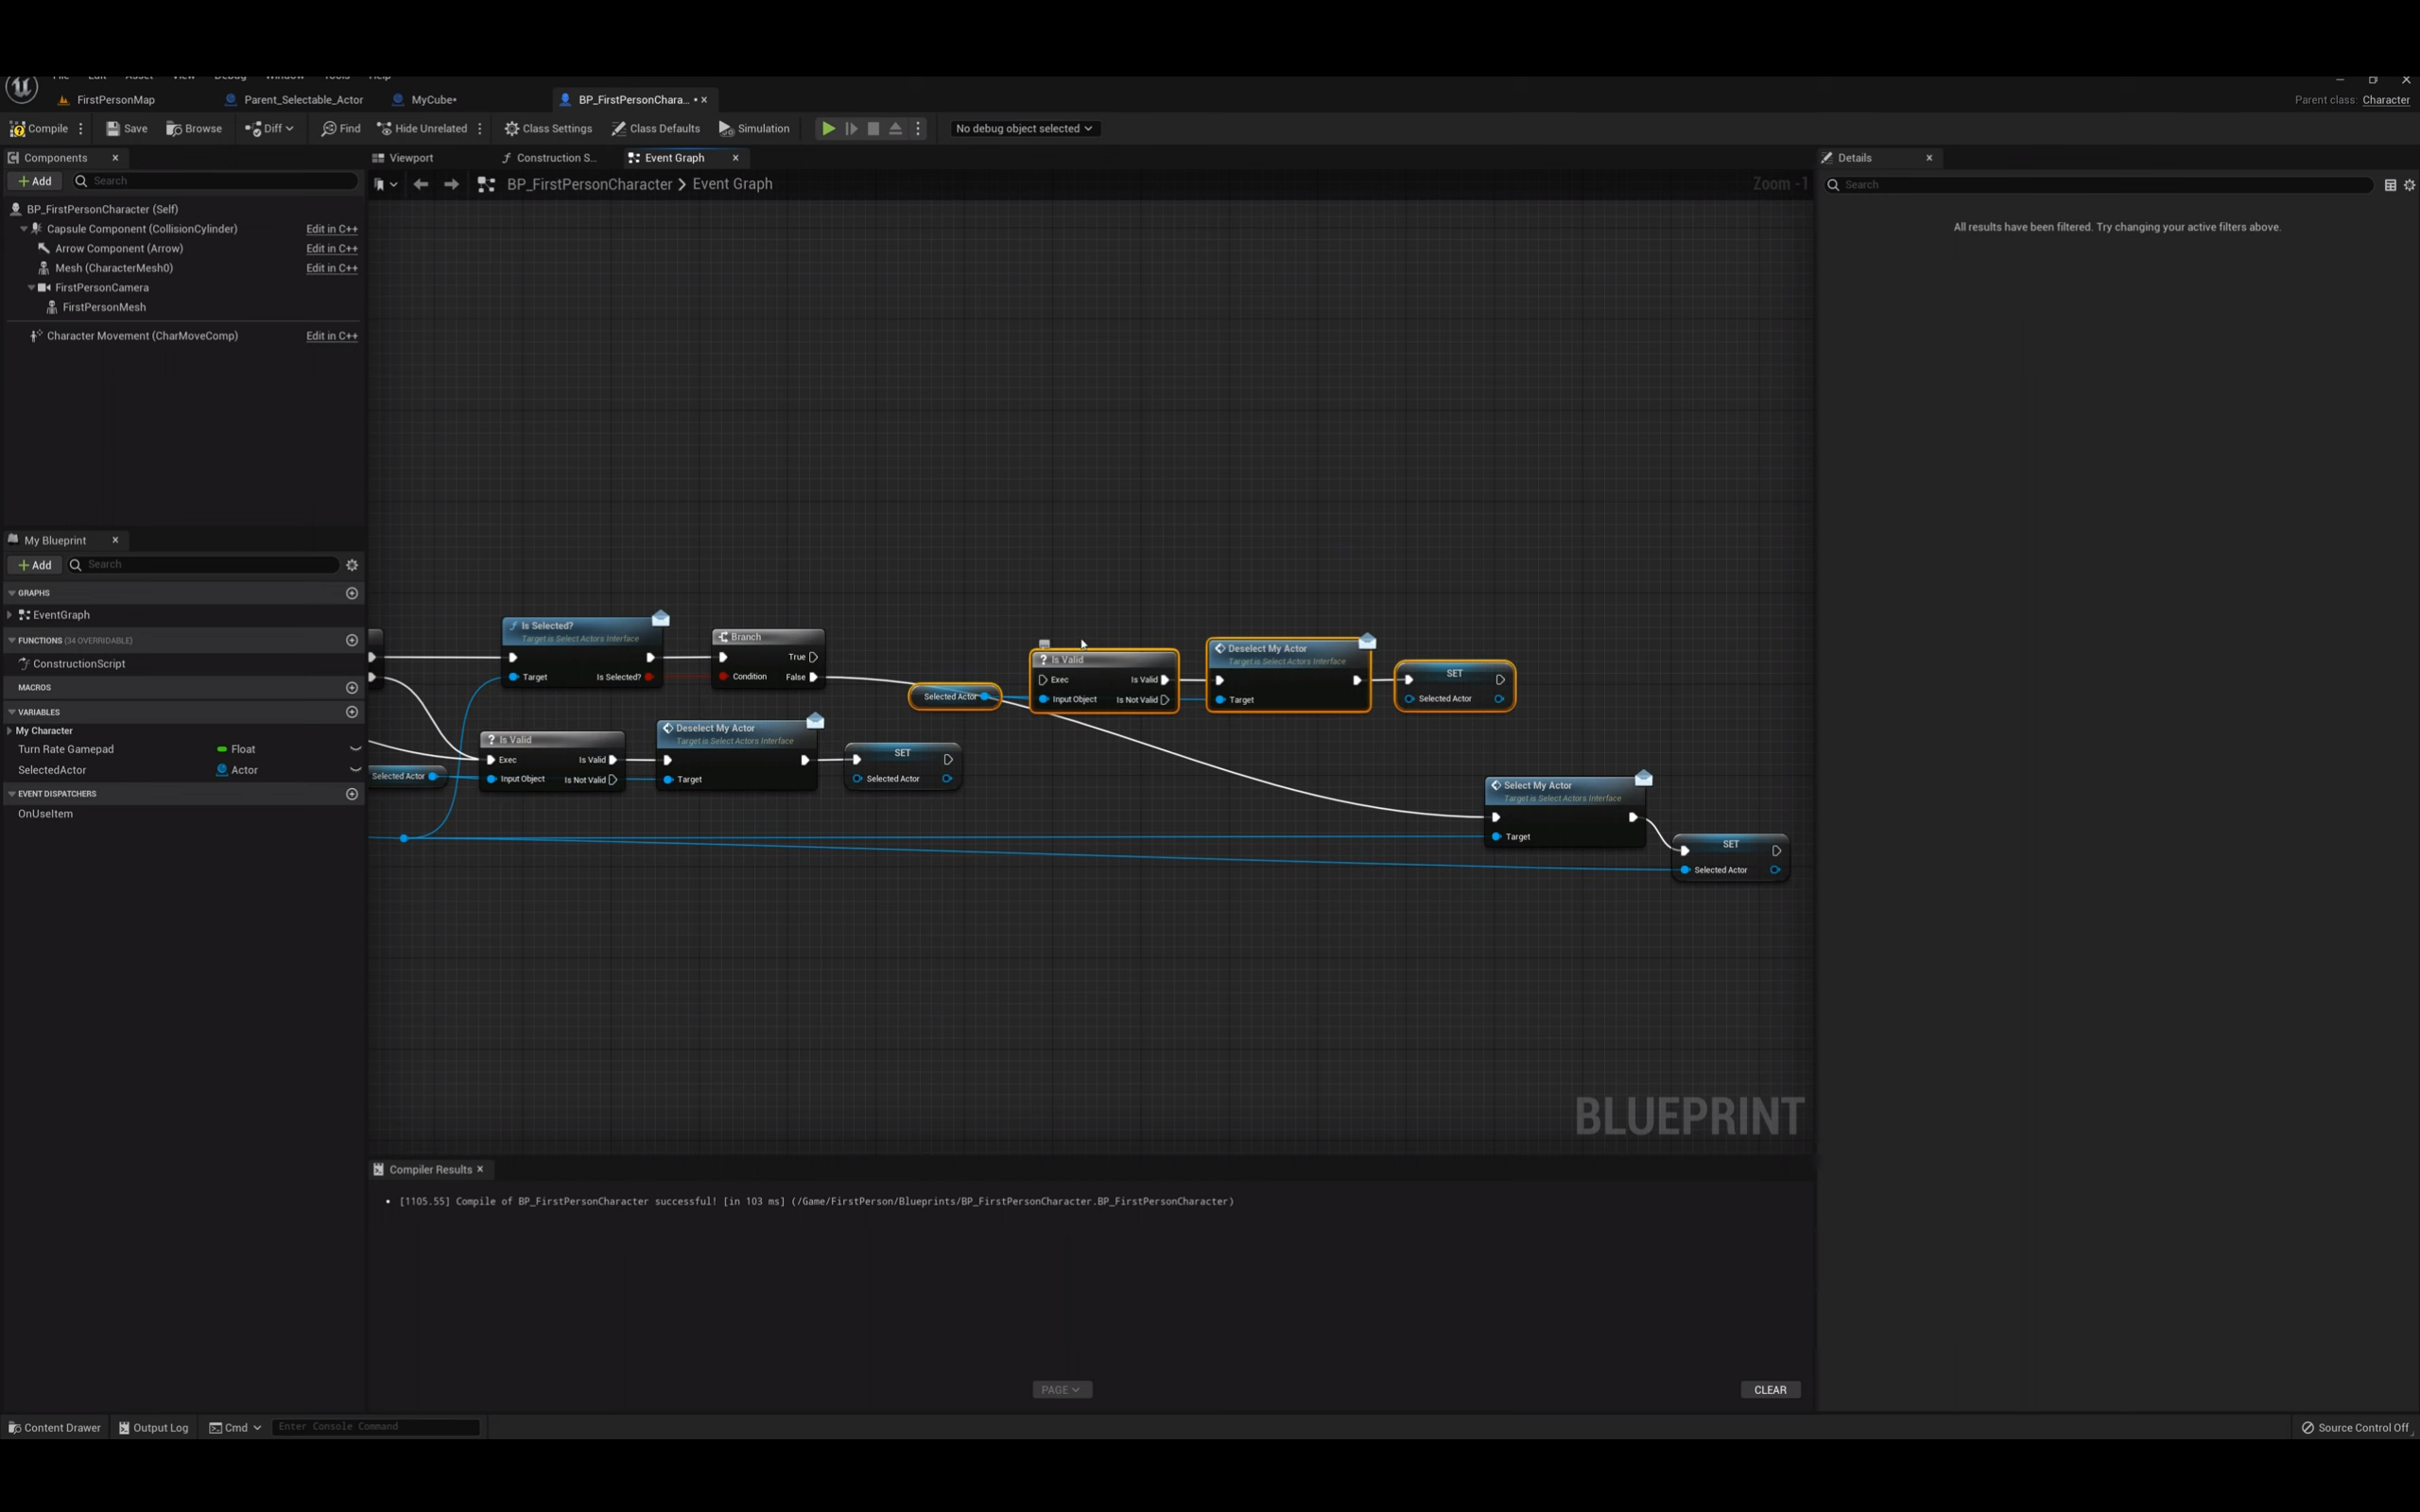 File Edit Asset View Debug Window Tools Help
FirstPersonMap Parent_Selectable_Actor MyCube• BP_FirstPersonChara... •
Parent class: Character
Compile Save Browse Diff Find Hide Unrelated Class Settings Class Defaults Simulation No debug object selected
Components
Viewport Construction S... Event Graph
Details
+ Add Search
BP_FirstPersonCharacter > Event Graph
Zoom -1
Search
BP_FirstPersonCharacter (Self)
Capsule Component (CollisionCylinder) Edit in C++
Arrow Component (Arrow) Edit in C++
Mesh (CharacterMesh0) Edit in C++
FirstPersonCamera
FirstPersonMesh
Character Movement (CharMoveComp) Edit in C++
All results have been filtered. Try changing your active filters above.
My Blueprint
+ Add Search
GRAPHS
EventGraph
FUNCTIONS (34 OVERRIDABLE)
ConstructionScript
MACROS
VARIABLES
My Character
Turn Rate Gamepad Float
SelectedActor Actor
EVENT DISPATCHERS
OnUseItem
Is Selected?
Target is Select Actors Interface
Target Is Selected?
Branch
True
Condition False
Selected Actor
? Is Valid
Exec Is Valid
Input Object Is Not Valid
Deselect My Actor
Target is Select Actors Interface
Target
SET
Selected Actor
Selected Actor
? Is Valid
Exec Is Valid
Input Object Is Not Valid
Deselect My Actor
Target is Select Actors Interface
Target
SET
Selected Actor
Select My Actor
Target is Select Actors Interface
Target
SET
Selected Actor
BLUEPRINT
Compiler Results
• [1105.55] Compile of BP_FirstPersonCharacter successful! [in 103 ms] (/Game/FirstPerson/Blueprints/BP_FirstPersonCharacter.BP_FirstPersonCharacter)
PAGE
CLEAR
Content Drawer Output Log Cmd Enter Console Command
Source Control Off